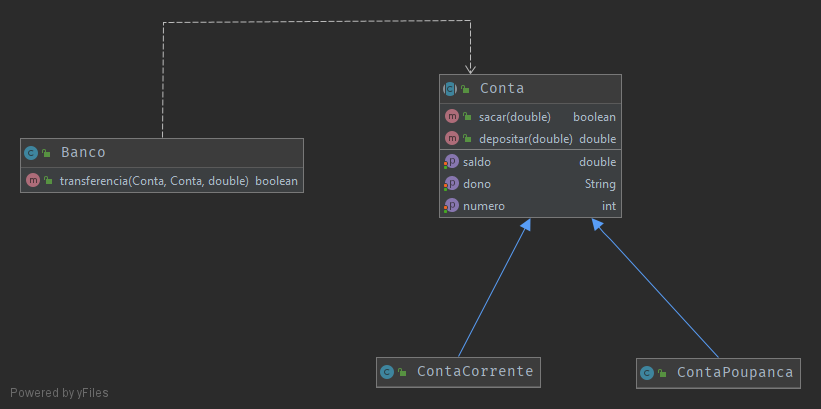 Conta
sacar(double) boolean
depositar(double) double
saldo double
dono String
numero int
Banco
transferencia(Conta, Conta, double) boolean
ContaCorrente
ContaPoupanca
Powered by yFiles